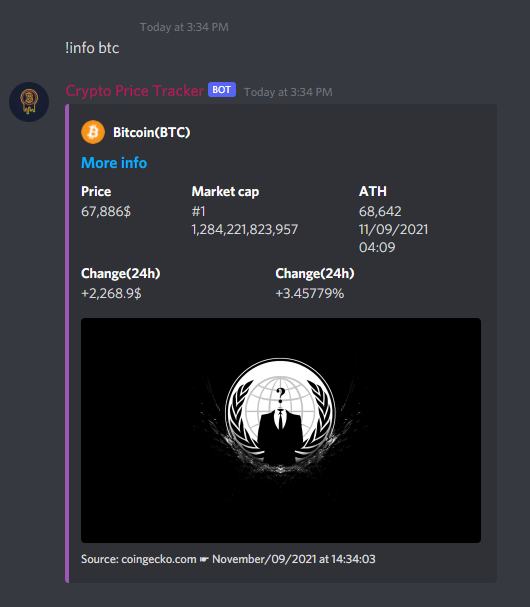 Today at 3:34 PM
!info btc
Crypto Price Tracker BOT Today at 3:34 PM
Bitcoin(BTC)
More info
Price Market cap ATH
67,886$ #1 68,642
1,284,221,823,957 11/09/2021
04:09
Change(24h) Change(24h)
+2,268.9$ +3.45779%
?
Source: coingecko.com ☛ November/09/2021 at 14:34:03